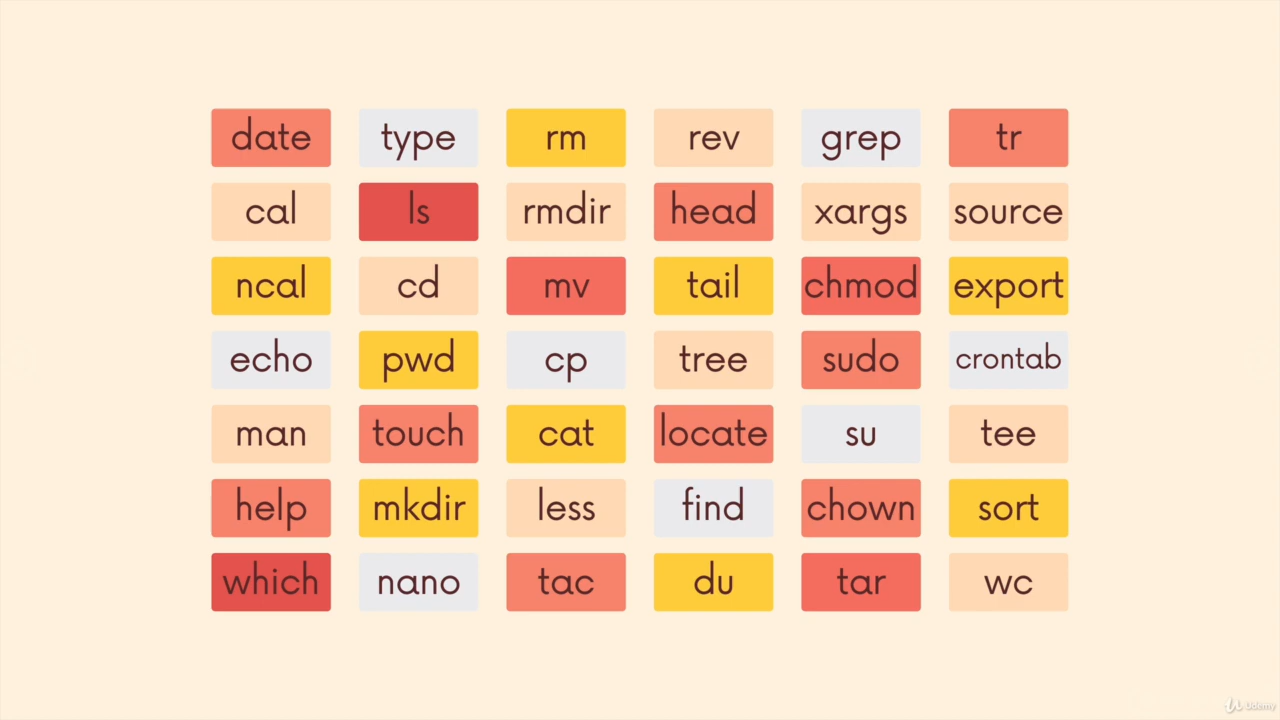 date type rm rev grep tr
cal ls rmdir head xargs source
ncal cd mv tail chmod export
echo pwd cp tree sudo crontab
man touch cat locate su tee
help mkdir less find chown sort
which nano tac du tar wc
Udemy